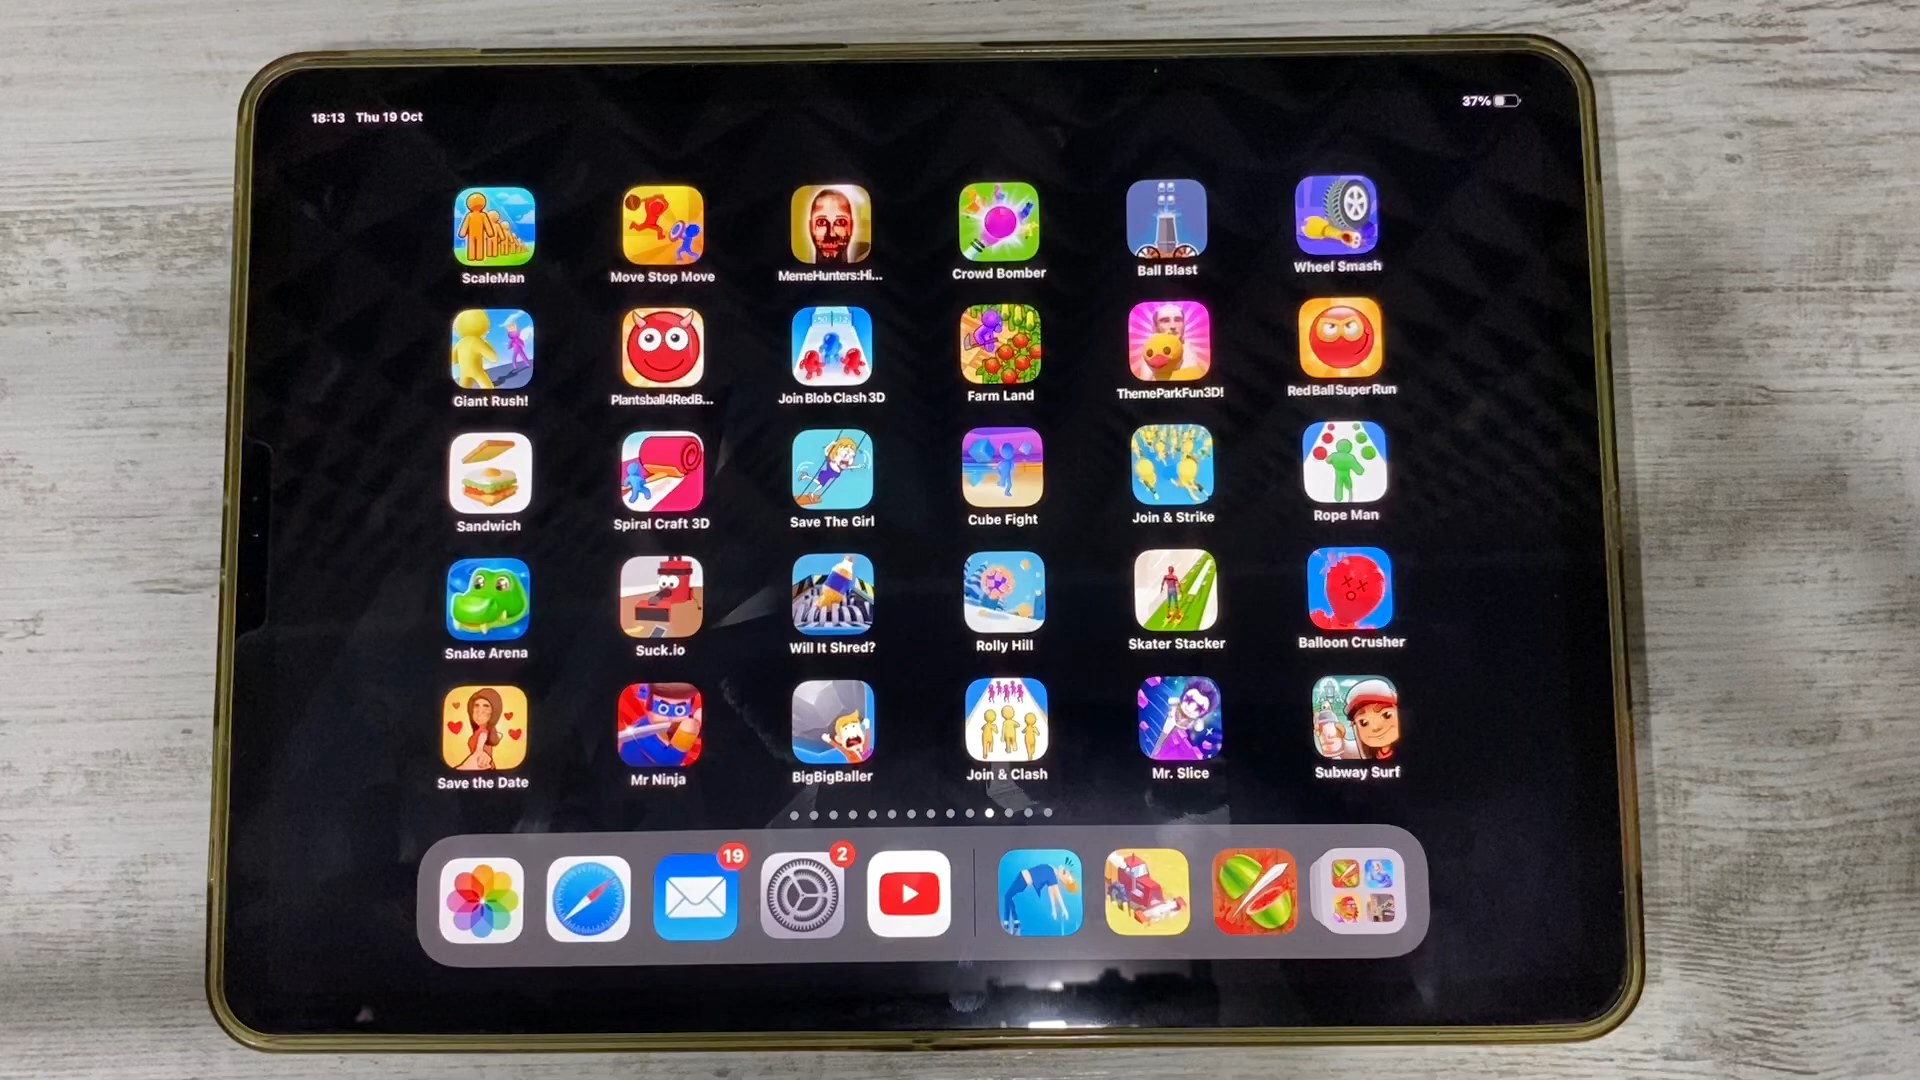 18:13 Thu 19 Oct
37%
ScaleMan
Move Stop Move
MemeHunters:Hi...
Crowd Bomber
Ball Blast
Wheel Smash
Giant Rush!
Plantsball4RedB...
Join Blob Clash 3D
Farm Land
ThemeParkFun3D!
Red Ball Super Run
Sandwich
Spiral Craft 3D
Save The Girl
Cube Fight
Join & Strike
Rope Man
Snake Arena
Suck.io
Will It Shred?
Rolly Hill
Skater Stacker
Balloon Crusher
Save the Date
Mr Ninja
BigBigBaller
Join & Clash
Mr. Slice
Subway Surf
19
2